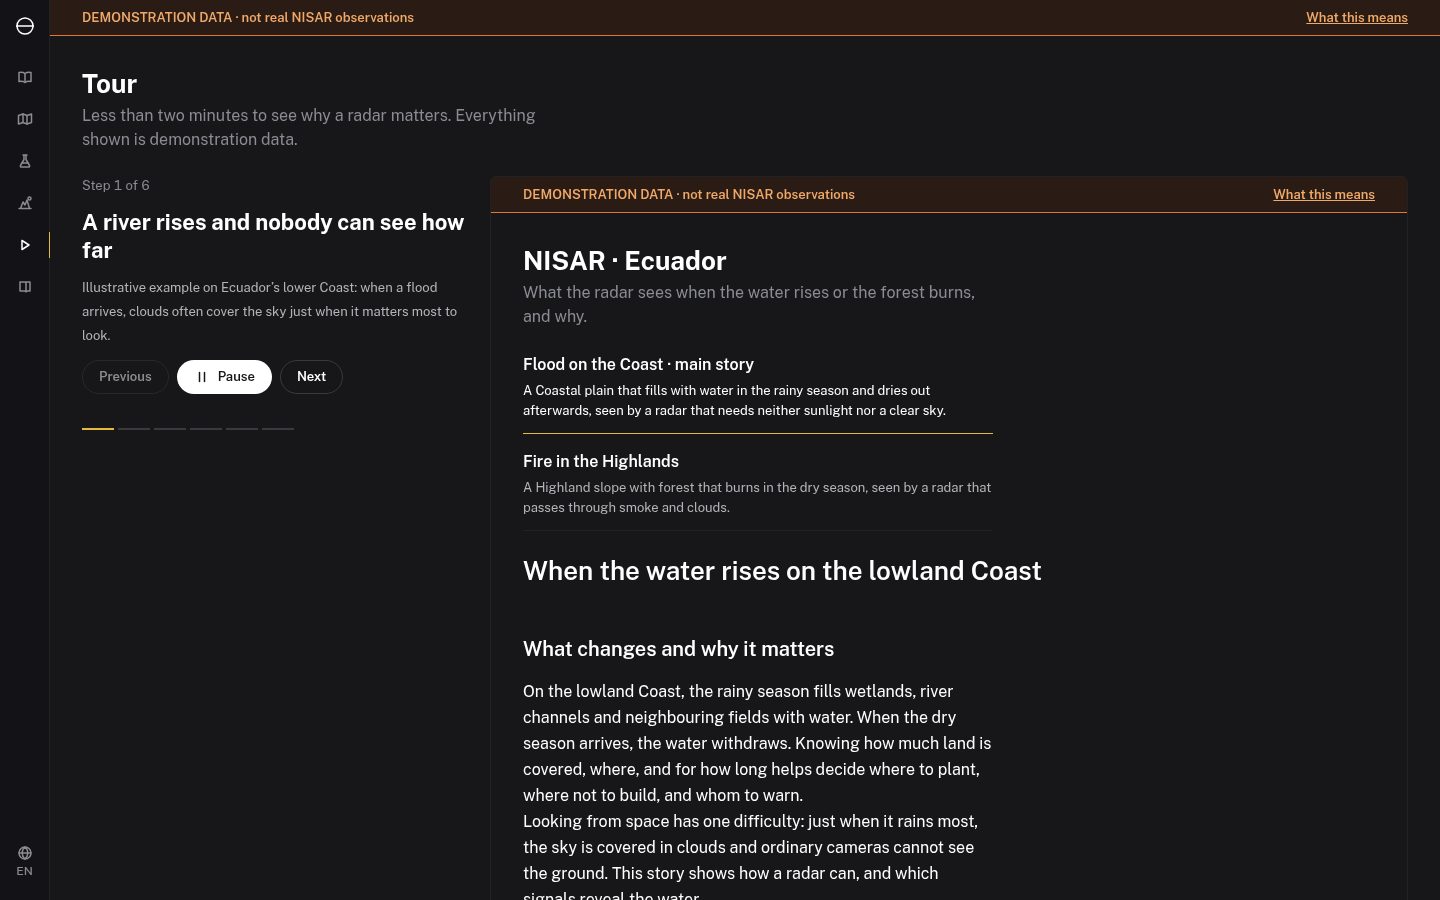 DEMONSTRATION DATA · not real NISAR observations
What this means
Tour
Less than two minutes to see why a radar matters. Everything
shown is demonstration data.
Step 1 of 6
A river rises and nobody can see how
far
Illustrative example on Ecuador's lower Coast: when a flood
arrives, clouds often cover the sky just when it matters most to
look.
Previous
Pause
Next
DEMONSTRATION DATA · not real NISAR observations
What this means
NISAR · Ecuador
What the radar sees when the water rises or the forest burns,
and why.
Flood on the Coast · main story
A Coastal plain that fills with water in the rainy season and dries out
afterwards, seen by a radar that needs neither sunlight nor a clear sky.
Fire in the Highlands
A Highland slope with forest that burns in the dry season, seen by a radar that
passes through smoke and clouds.
When the water rises on the lowland Coast
What changes and why it matters
On the lowland Coast, the rainy season fills wetlands, river
channels and neighbouring fields with water. When the dry
season arrives, the water withdraws. Knowing how much land is
covered, where, and for how long helps decide where to plant,
where not to build, and whom to warn.
Looking from space has one difficulty: just when it rains most,
the sky is covered in clouds and ordinary cameras cannot see
the ground. This story shows how a radar can, and which
signals reveal the water.
EN